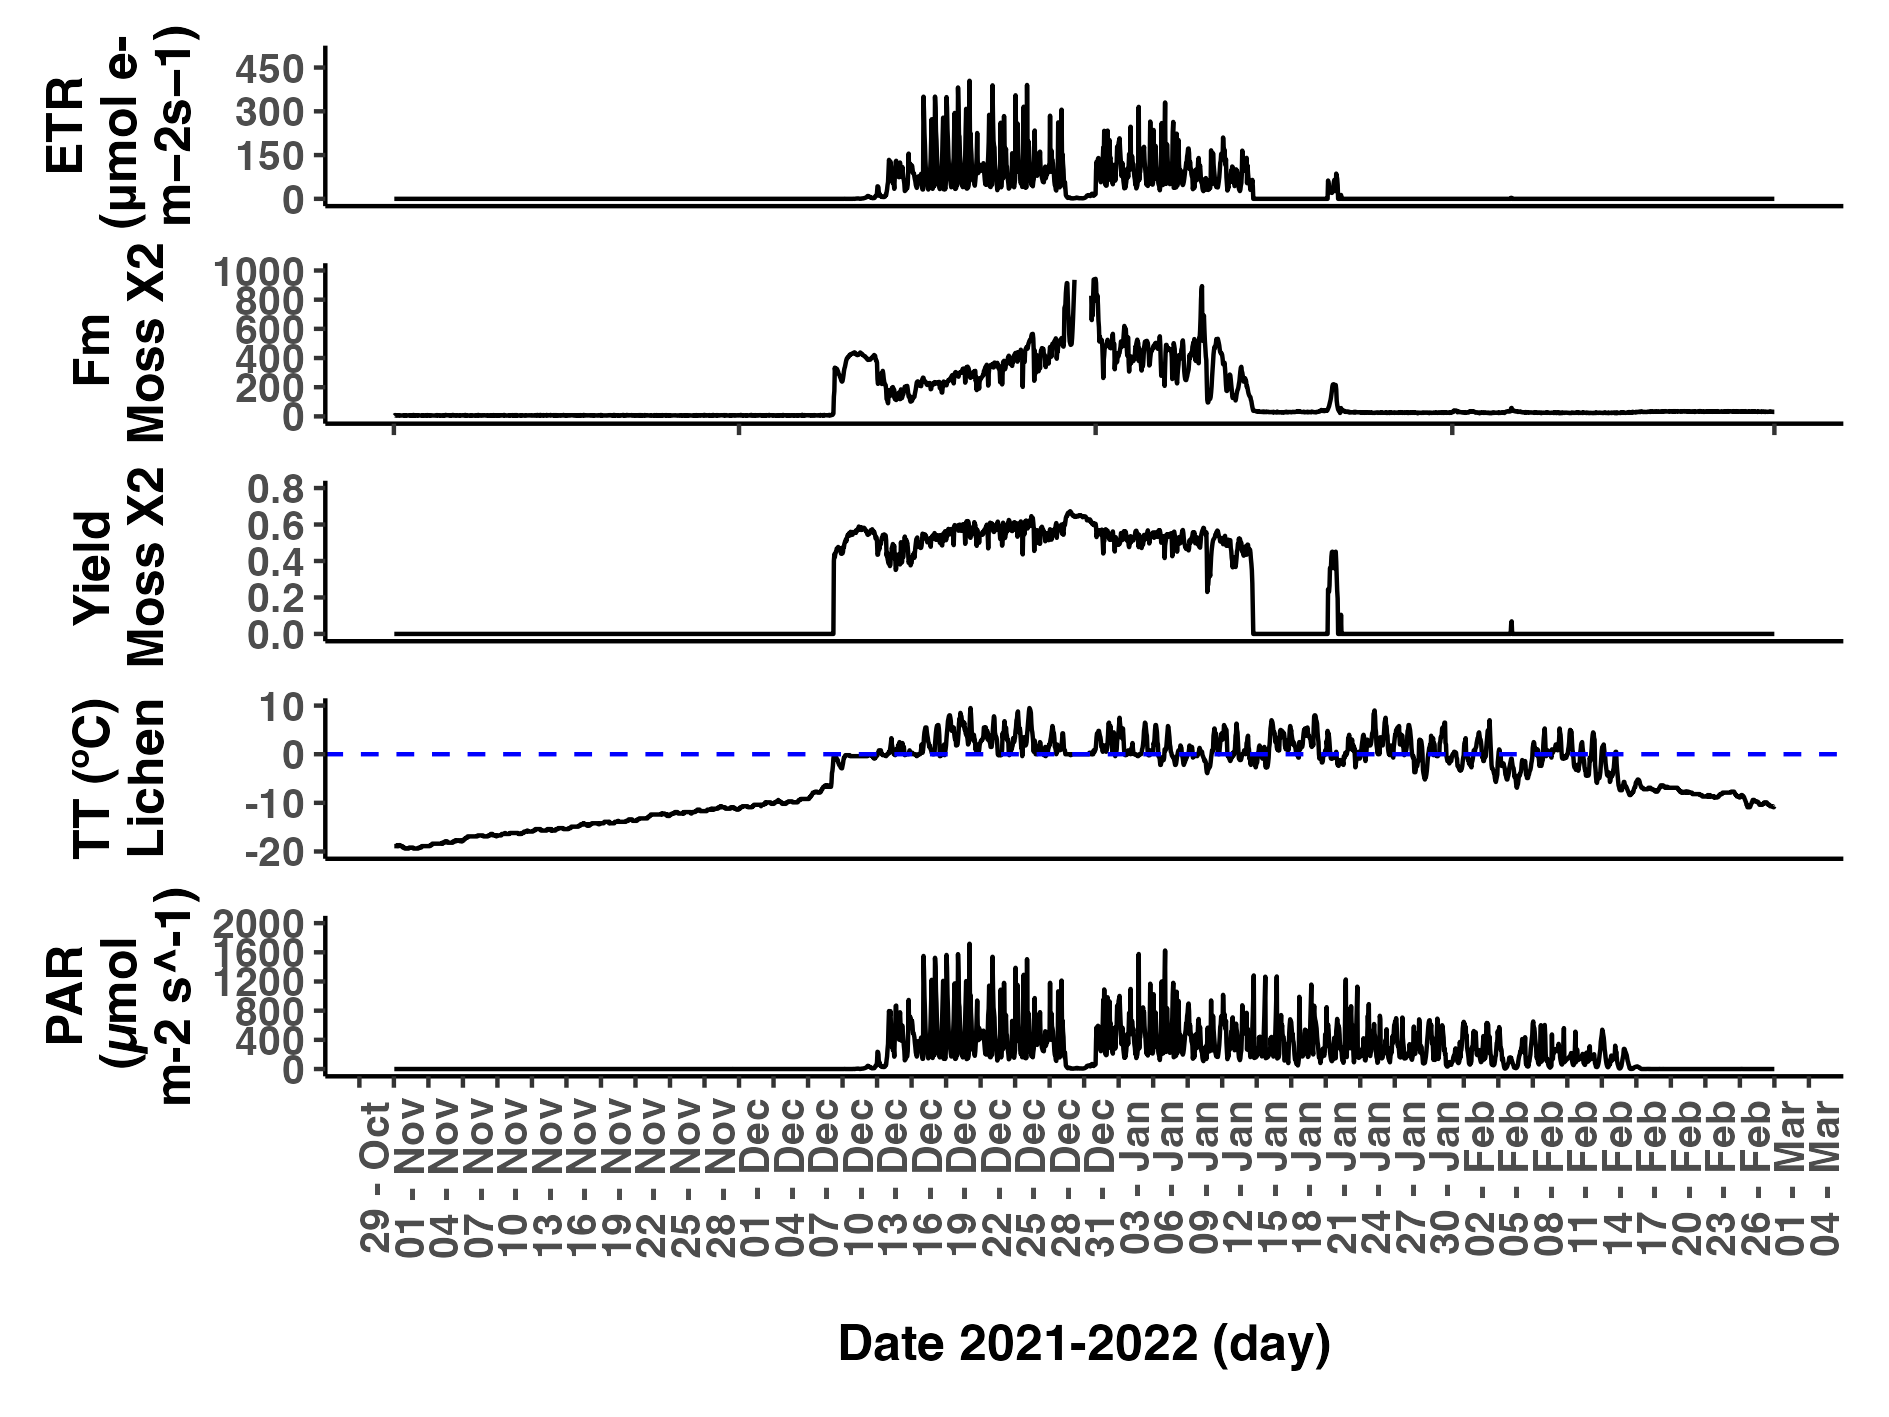 ETR
(µmol e-
m−2s−1)
450
300
150
0
Fm
Moss X2
1000
800
600
400
200
0
Yield
Moss X2
0.8
0.6
0.4
0.2
0.0
TT (ºC)
Lichen
10
0
-10
-20
PAR
(µmol
m-2 s^-1)
2000
1600
1200
800
400
0
29 - Oct
01 - Nov
04 - Nov
07 - Nov
10 - Nov
13 - Nov
16 - Nov
19 - Nov
22 - Nov
25 - Nov
28 - Nov
01 - Dec
04 - Dec
07 - Dec
10 - Dec
13 - Dec
16 - Dec
19 - Dec
22 - Dec
25 - Dec
28 - Dec
31 - Dec
03 - Jan
06 - Jan
09 - Jan
12 - Jan
15 - Jan
18 - Jan
21 - Jan
24 - Jan
27 - Jan
30 - Jan
02 - Feb
05 - Feb
08 - Feb
11 - Feb
14 - Feb
17 - Feb
20 - Feb
23 - Feb
26 - Feb
01 - Mar
04 - Mar
Date 2021-2022 (day)